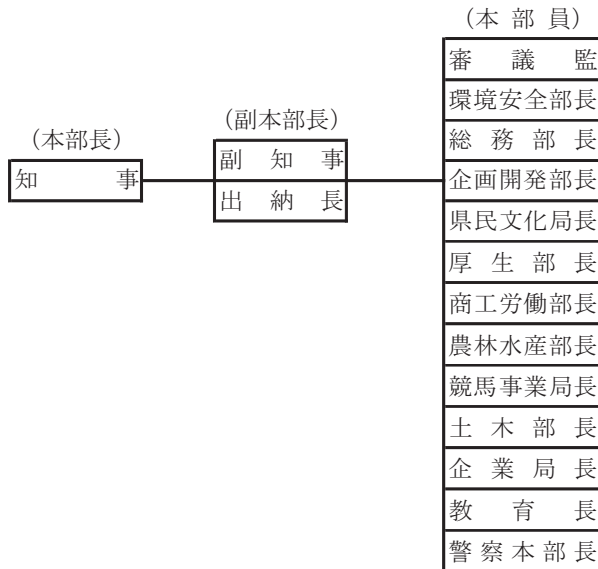 (本部長)
知事
(副本部長)
副知事
出納長
(本部員)
審議監
環境安全部長
総務部長
企画開発部長
県民文化局長
厚生部長
商工労働部長
農林水産部長
競馬事業局長
土木部長
企業局長
教育長
警察本部長